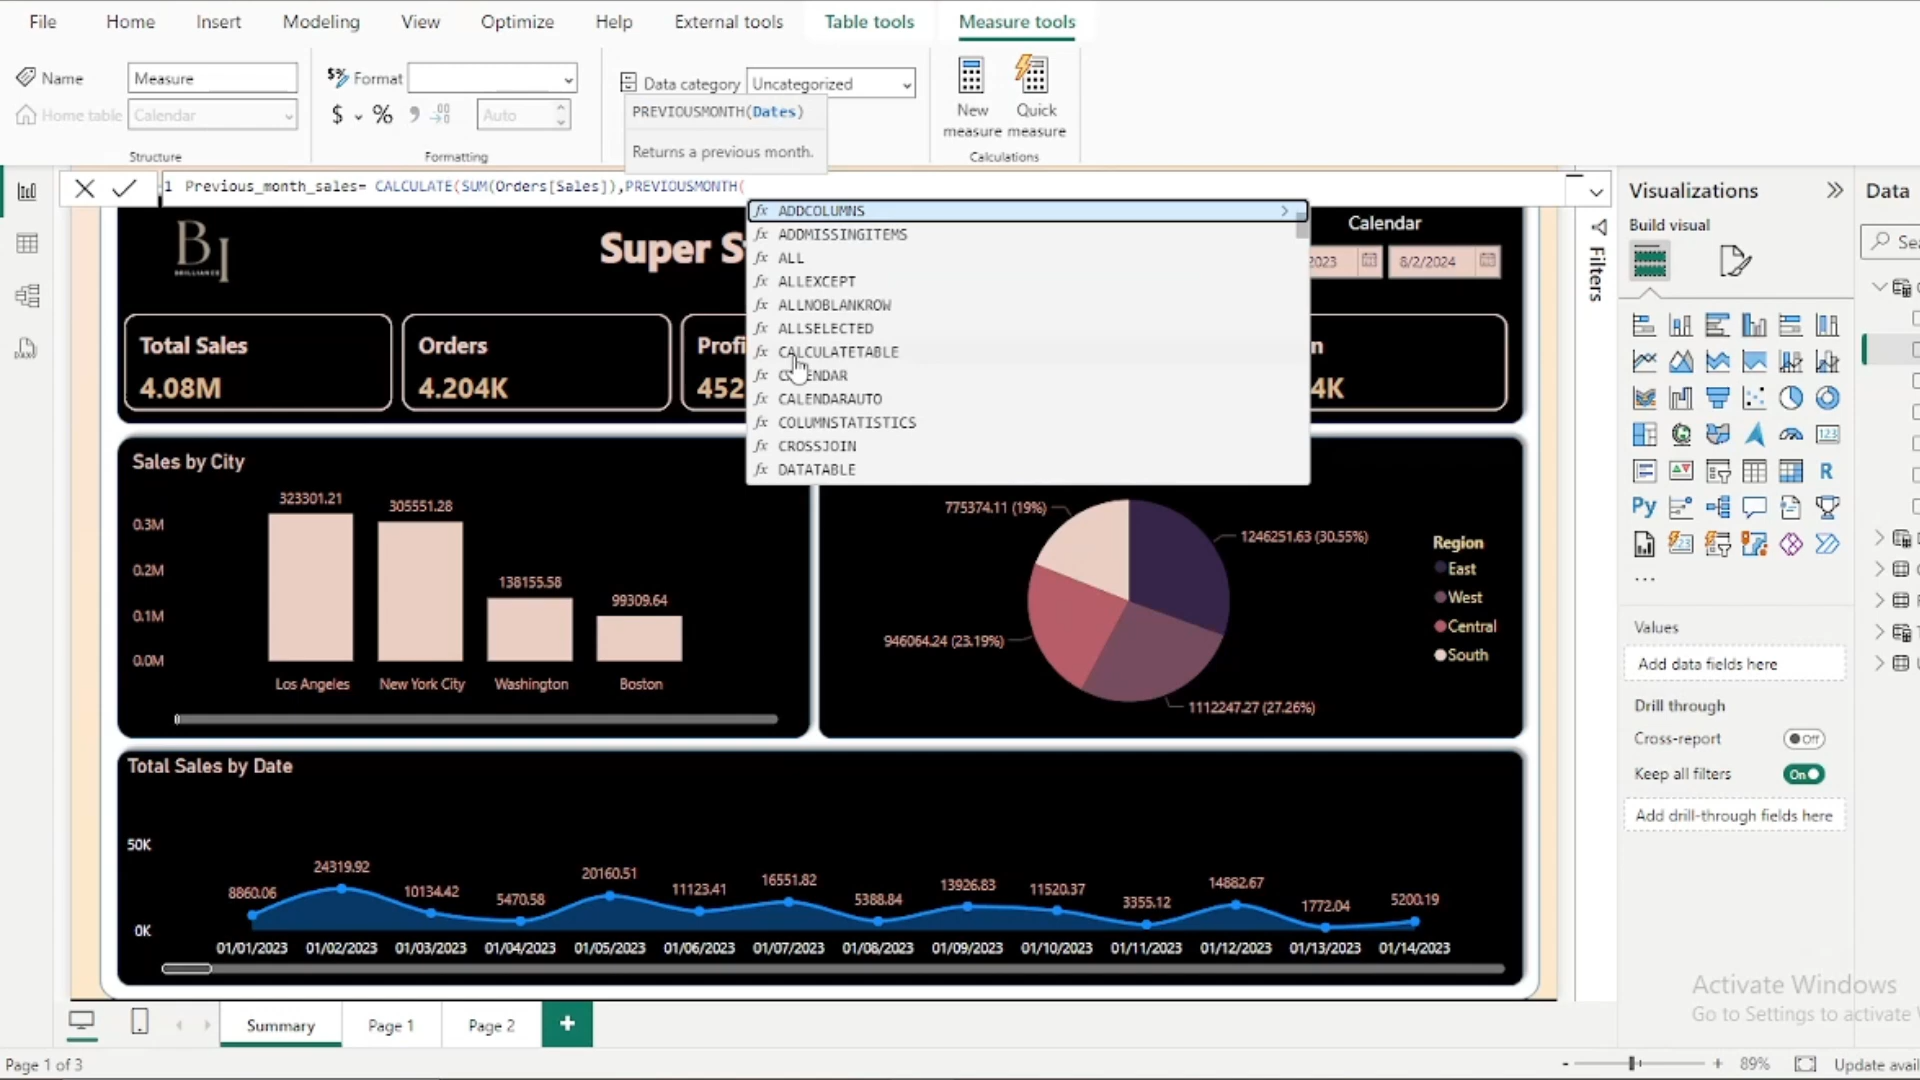 File Home Insert Modeling View Optimize Help External tools Table tools Measure tools
Name Measure
Home table Calendar
Structure
Format
$ % Auto
Formatting
Data category Uncategorized
PREVIOUSMONTH(Dates)
Returns a previous month.
New measure
Quick measure
Calculations
1 Previous_month_sales= CALCULATE(SUM(Orders[Sales]),PREVIOUSMONTH(
ADDCOLUMNS
ADDMISSINGITEMS
ALL
ALLEXCEPT
ALLNOBLANKROW
ALLSELECTED
CALCULATETABLE
CALENDAR
CALENDARAUTO
COLUMNSTATISTICS
CROSSJOIN
DATATABLE
BI
BRILLIANCE
Super S
Calendar
2023 8/2/2024
Total Sales
4.08M
Orders
4.204K
Profi
452
n
4K
Sales by City
323301.21
305551.28
138155.58
99309.64
0.3M
0.2M
0.1M
0.0M
Los Angeles New York City Washington Boston
775374.11 (19%)
1246251.63 (30.55%)
946064.24 (23.19%)
1112247.27 (27.26%)
Region
East
West
Central
South
Total Sales by Date
50K
0K
8860.06 24319.92 10134.42 5470.58 20160.51 11123.41 16551.82 5388.84 13926.83 11520.37 3355.12 14882.67 1772.04 5200.19
01/01/2023 01/02/2023 01/03/2023 01/04/2023 01/05/2023 01/06/2023 01/07/2023 01/08/2023 01/09/2023 01/10/2023 01/11/2023 01/12/2023 01/13/2023 01/14/2023
Filters
Visualizations
Build visual
R
Py
123
...
Values
Add data fields here
Drill through
Cross-report Off
Keep all filters On
Add drill-through fields here
Data
Sea
Activate Windows
Go to Settings to activate
Summary Page 1 Page 2 +
Page 1 of 3
- + 89% Update avail